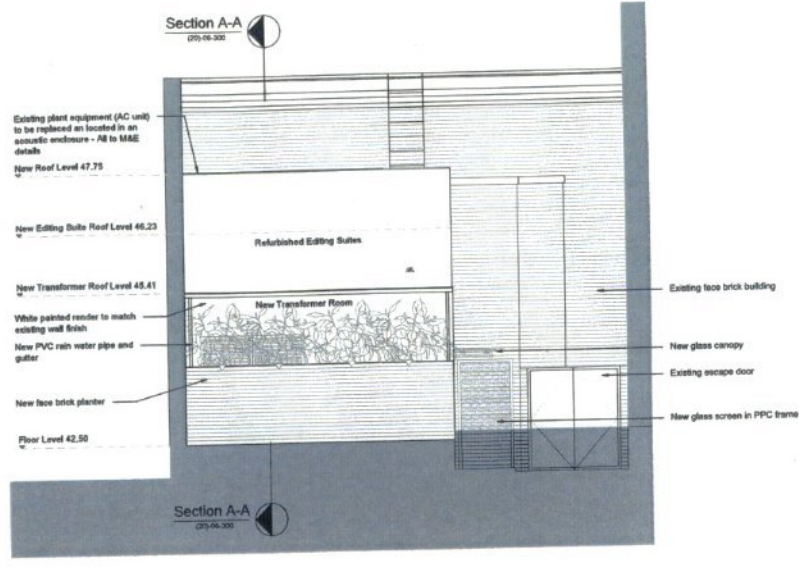 Section A-A
(20)-06-300
Existing plant equipment (AC unit)
to be replaced an located in an
acoustic enclosure - All to M&E
details
New Roof Level 47.75
New Editing Suite Roof Level 46.23
Refurbished Editing Suites
New Transformer Roof Level 45.41
New Transformer Room
White painted render to match
existing wall finish
New PVC rain water pipe and
gutter
New face brick planter
Floor Level 42.50
Existing face brick building
New glass canopy
Existing escape door
New glass screen in PPC frame
Section A-A
(20)-06-300